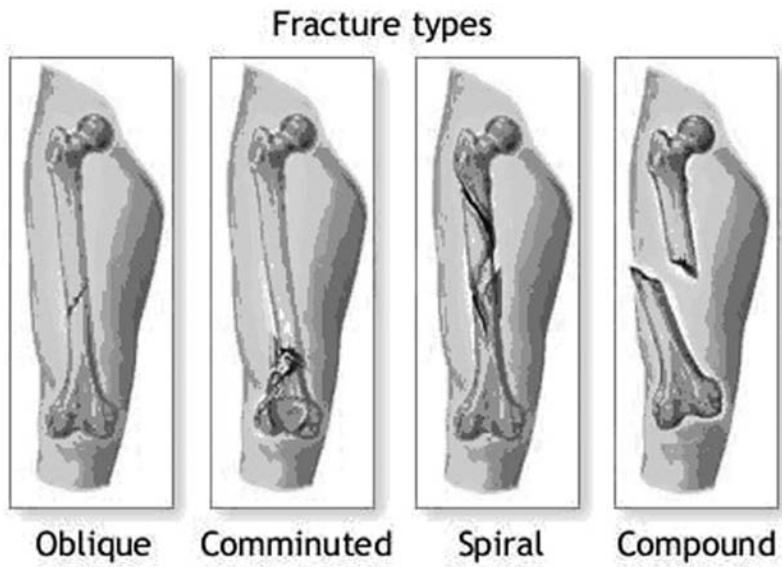 Fracture types
Oblique
Comminuted
Spiral
Compound